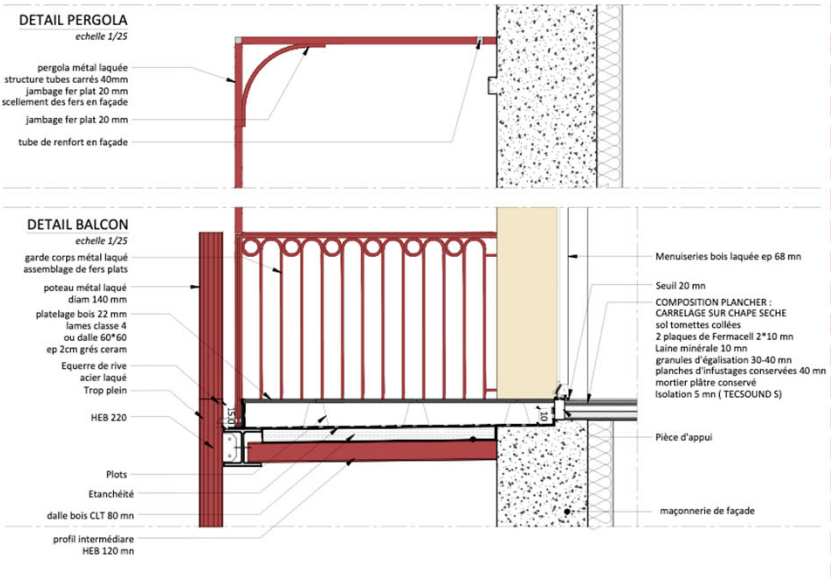 DETAIL PERGOLA
echelle 1/25
pergola métal laquée
structure tubes carrés 40mm
jambage fer plat 20 mm
scellement des fers en façade
jambage fer plat 20 mm
tube de renfort en façade
DETAIL BALCON
echelle 1/25
garde corps métal laqué
assemblage de fers plats
poteau métal laqué
diam 140 mm
platelage bois 22 mm
lames classe 4
ou dalle 60*60
ep 2cm grés ceram
Equerre de rive
acier laqué
Trop plein
HEB 220
Plots
Etanchéité
dalle bois CLT 80 mn
profil intermédiare
HEB 120 mn
15,0
10
Menuiseries bois laquée ep 68 mn
Seuil 20 mn
COMPOSITION PLANCHER :
CARRELAGE SUR CHAPE SECHE
sol tomettes collées
2 plaques de Fermacell 2*10 mn
Laine minérale 10 mn
granules d'égalisation 30-40 mn
planches d'infustages conservées 40 mn
mortier plâtre conservé
Isolation 5 mn ( TECSOUND S)
Pièce d'appui
maçonnerie de façade